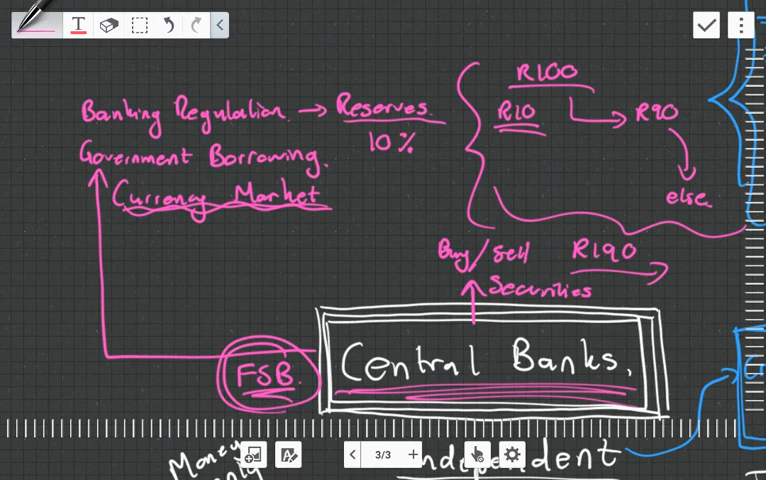 R100
Banking Regulation → Reserves
R10 → R90
10%
Government Borrowing.
Currency Market
else
Buy/Sell R190
Securities
Central Banks.
FSB
3/3
Money
Independent